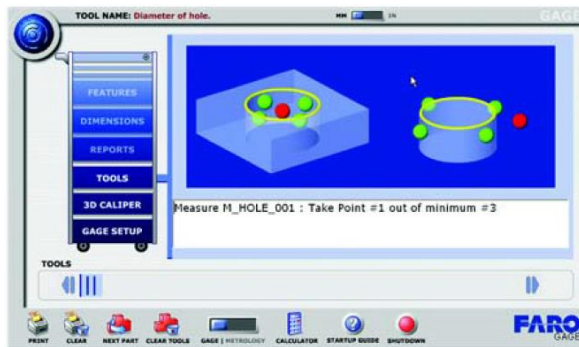 TOOL NAME: Diameter of hole.
MM IN
GAGE
FEATURES
DIMENSIONS
REPORTS
TOOLS
3D CALIPER
GAGE SETUP
Measure M_HOLE_001 : Take Point #1 out of minimum #3
TOOLS
PRINT CLEAR NEXT PART CLEAR TOOLS GAGE | METROLOGY CALCULATOR STARTUP GUIDE SHUTDOWN
FARO
GAGE